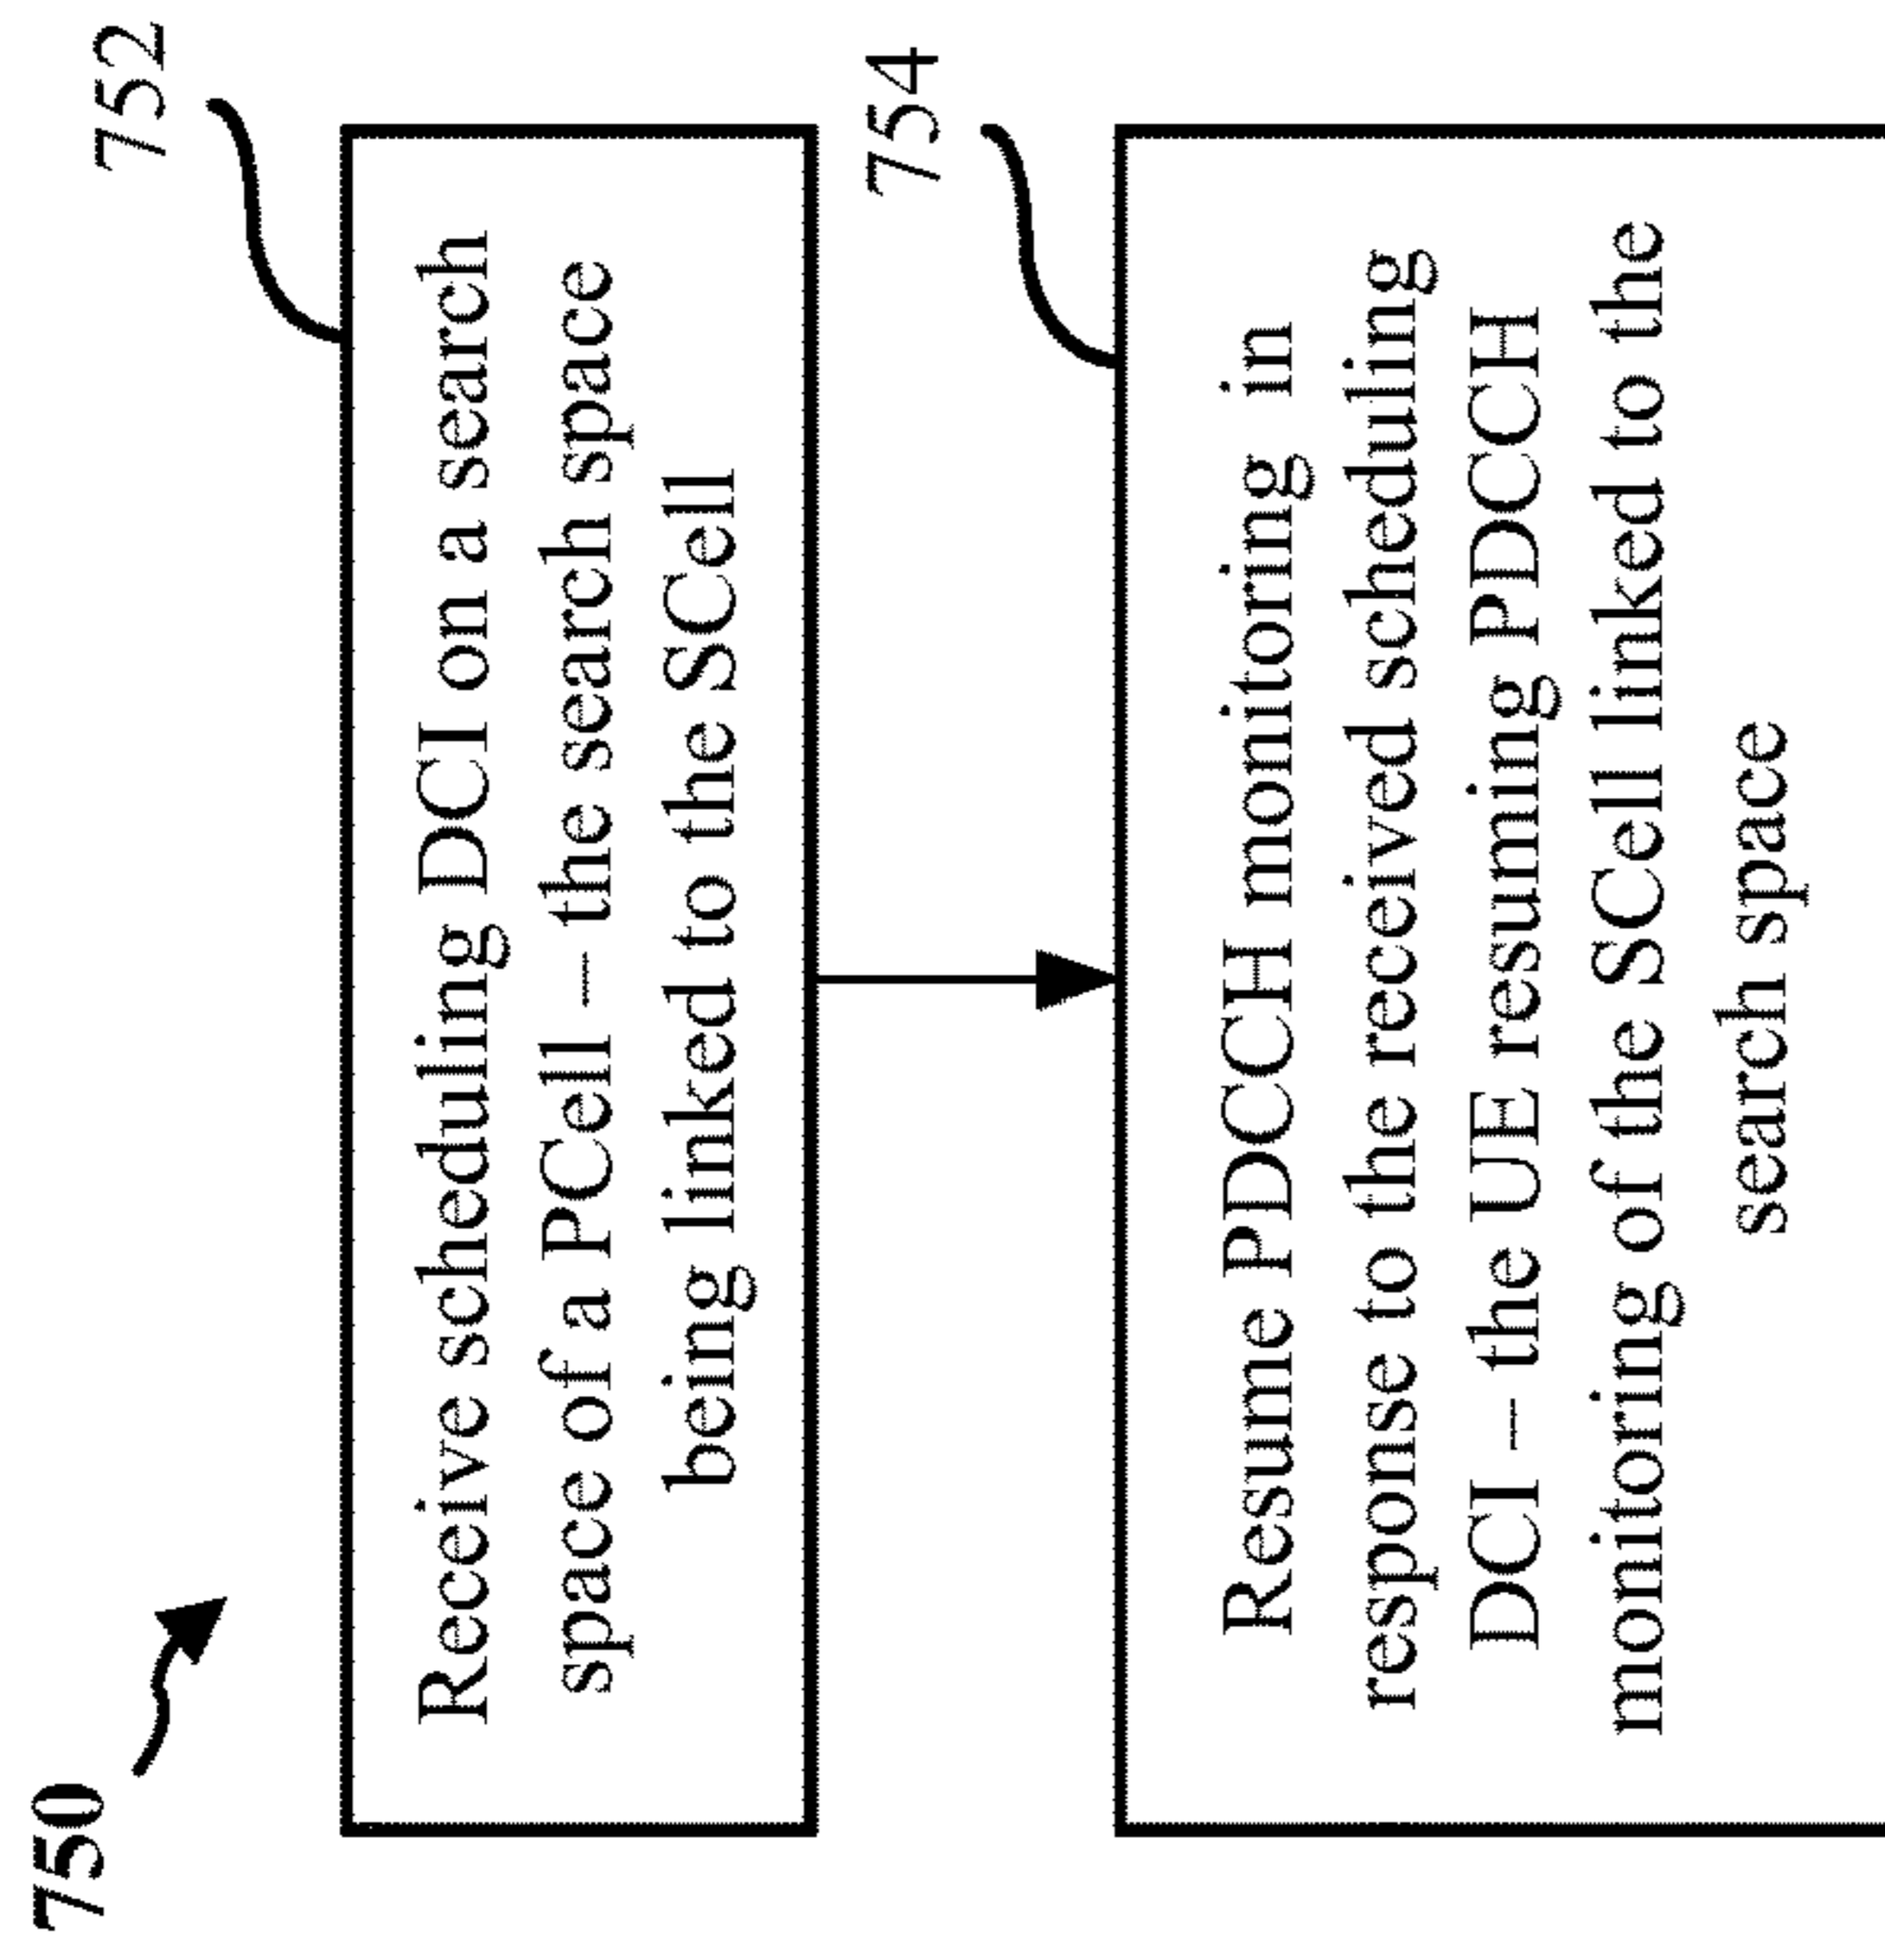 750
752
Receive scheduling DCI on a search
space of a PCell – the search space
being linked to the SCell
754
Resume PDCCH monitoring in
response to the received scheduling
DCI – the UE resuming PDCCH
monitoring of the SCell linked to the
search space